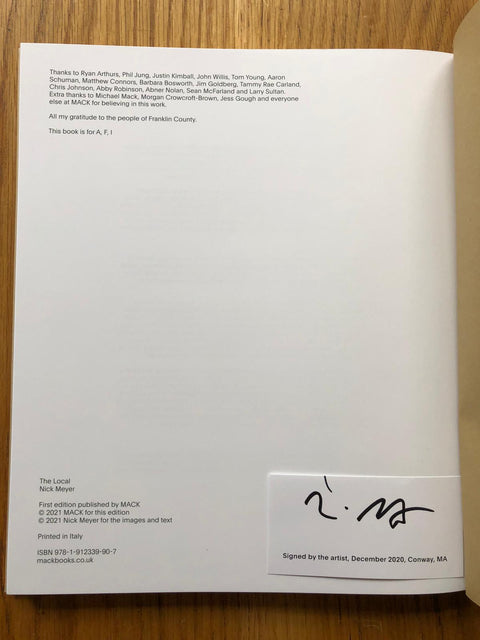 Thanks to Ryan Arthurs, Phil Jung, Justin Kimball, John Willis, Tom Young, Aaron
Schuman, Matthew Connors, Barbara Bosworth, Jim Goldberg, Tammy Rae Carland,
Chris Johnson, Abby Robinson, Abner Nolan, Sean McFarland and Larry Sultan.
Extra thanks to Michael Mack, Morgan Crowcroft-Brown, Jess Gough and everyone
else at MACK for believing in this work.
All my gratitude to the people of Franklin County.
This book is for A, F, I
The Local
Nick Meyer
First edition published by MACK
© 2021 MACK for this edition
© 2021 Nick Meyer for the images and text
Printed in Italy
ISBN 978-1-912339-90-7
mackbooks.co.uk
Signed by the artist, December 2020, Conway, MA